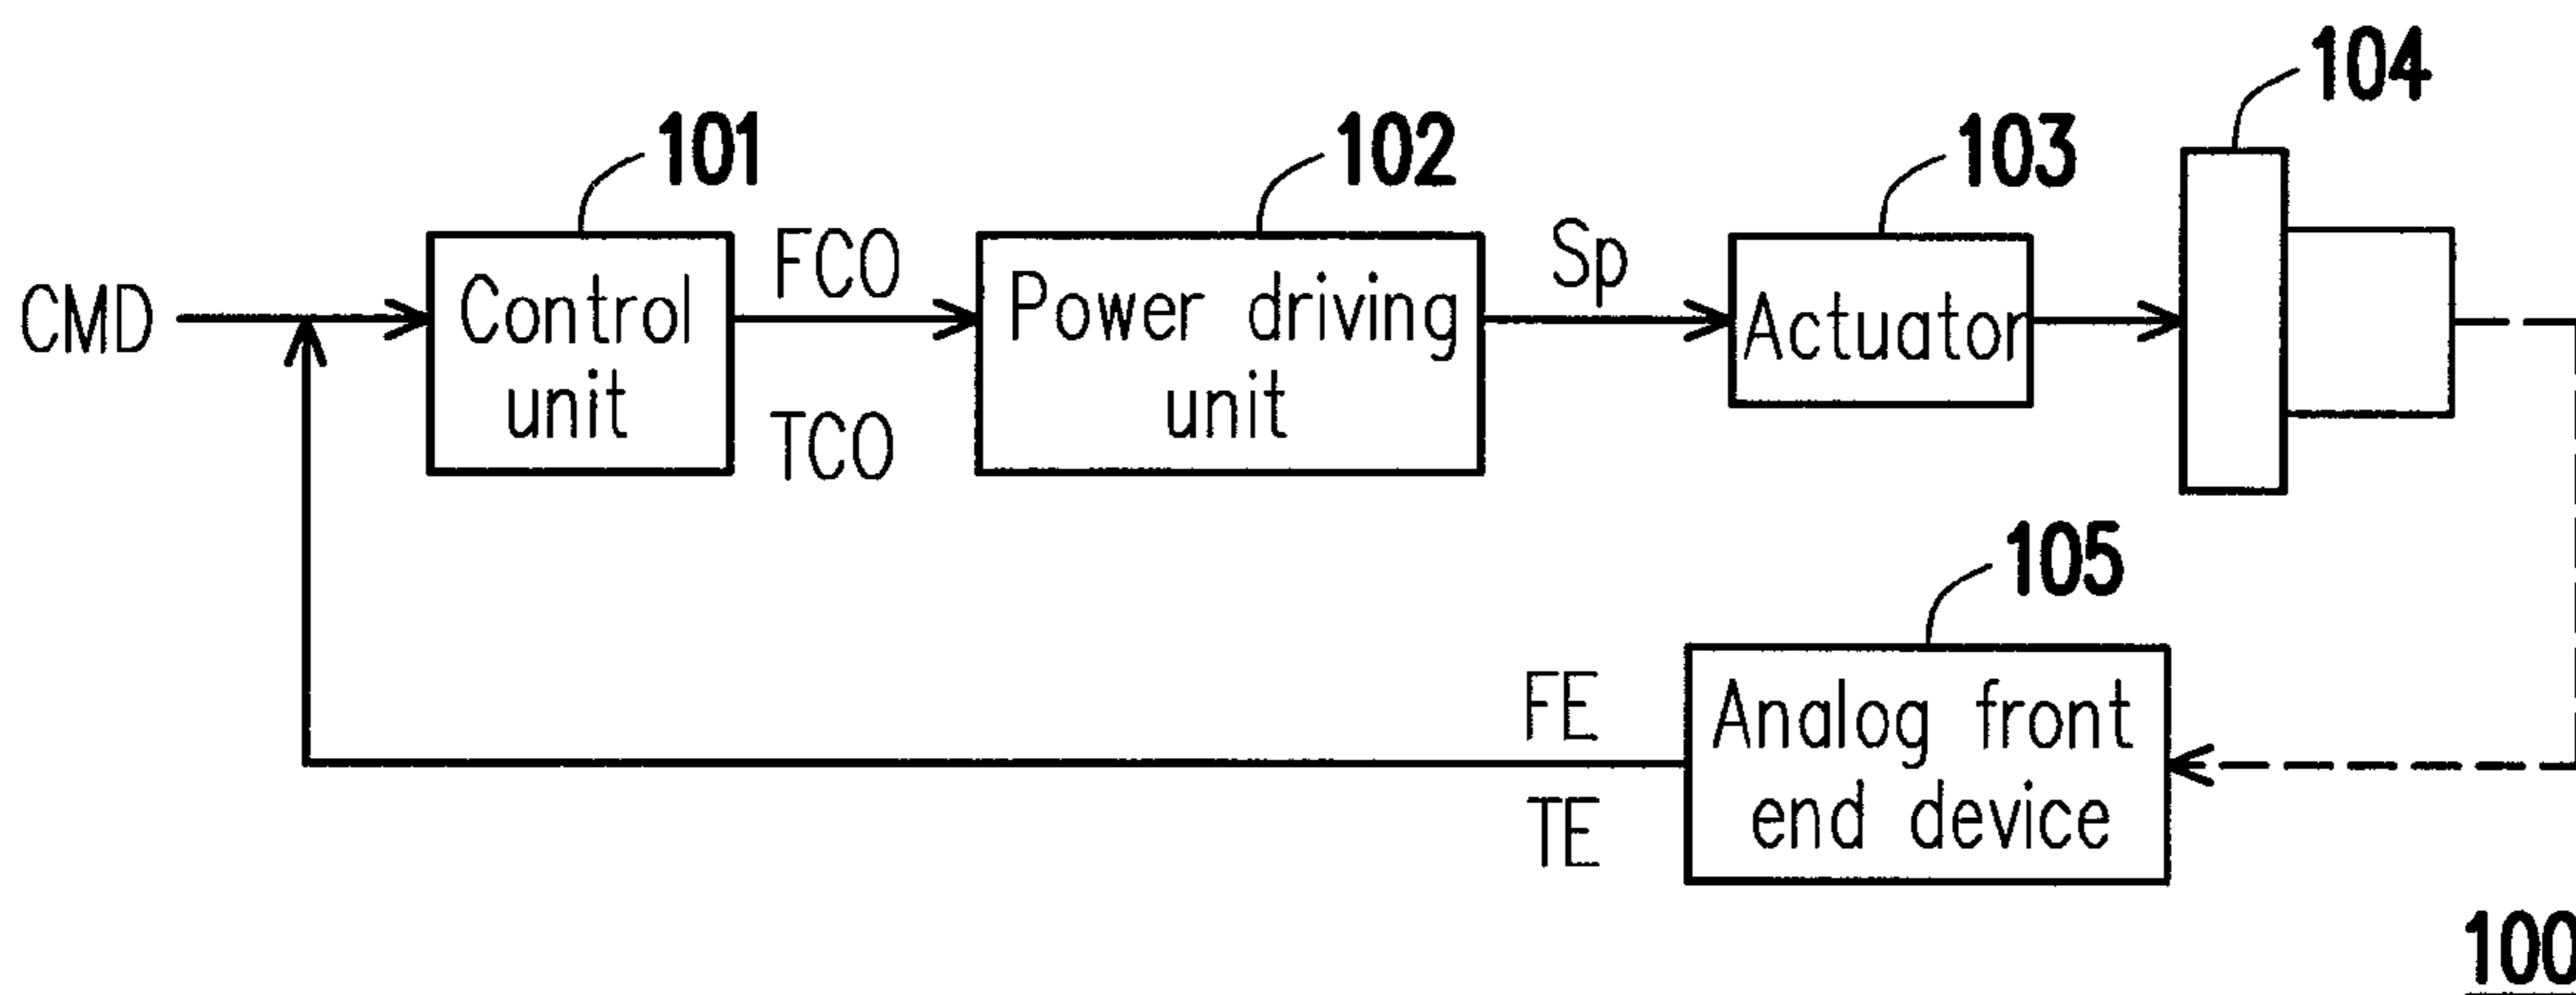 104
101
102
103
CMD
Control
unit
FCO
TCO
Power driving
unit
Sp
Actuator
105
FE
TE
Analog front
end device
100